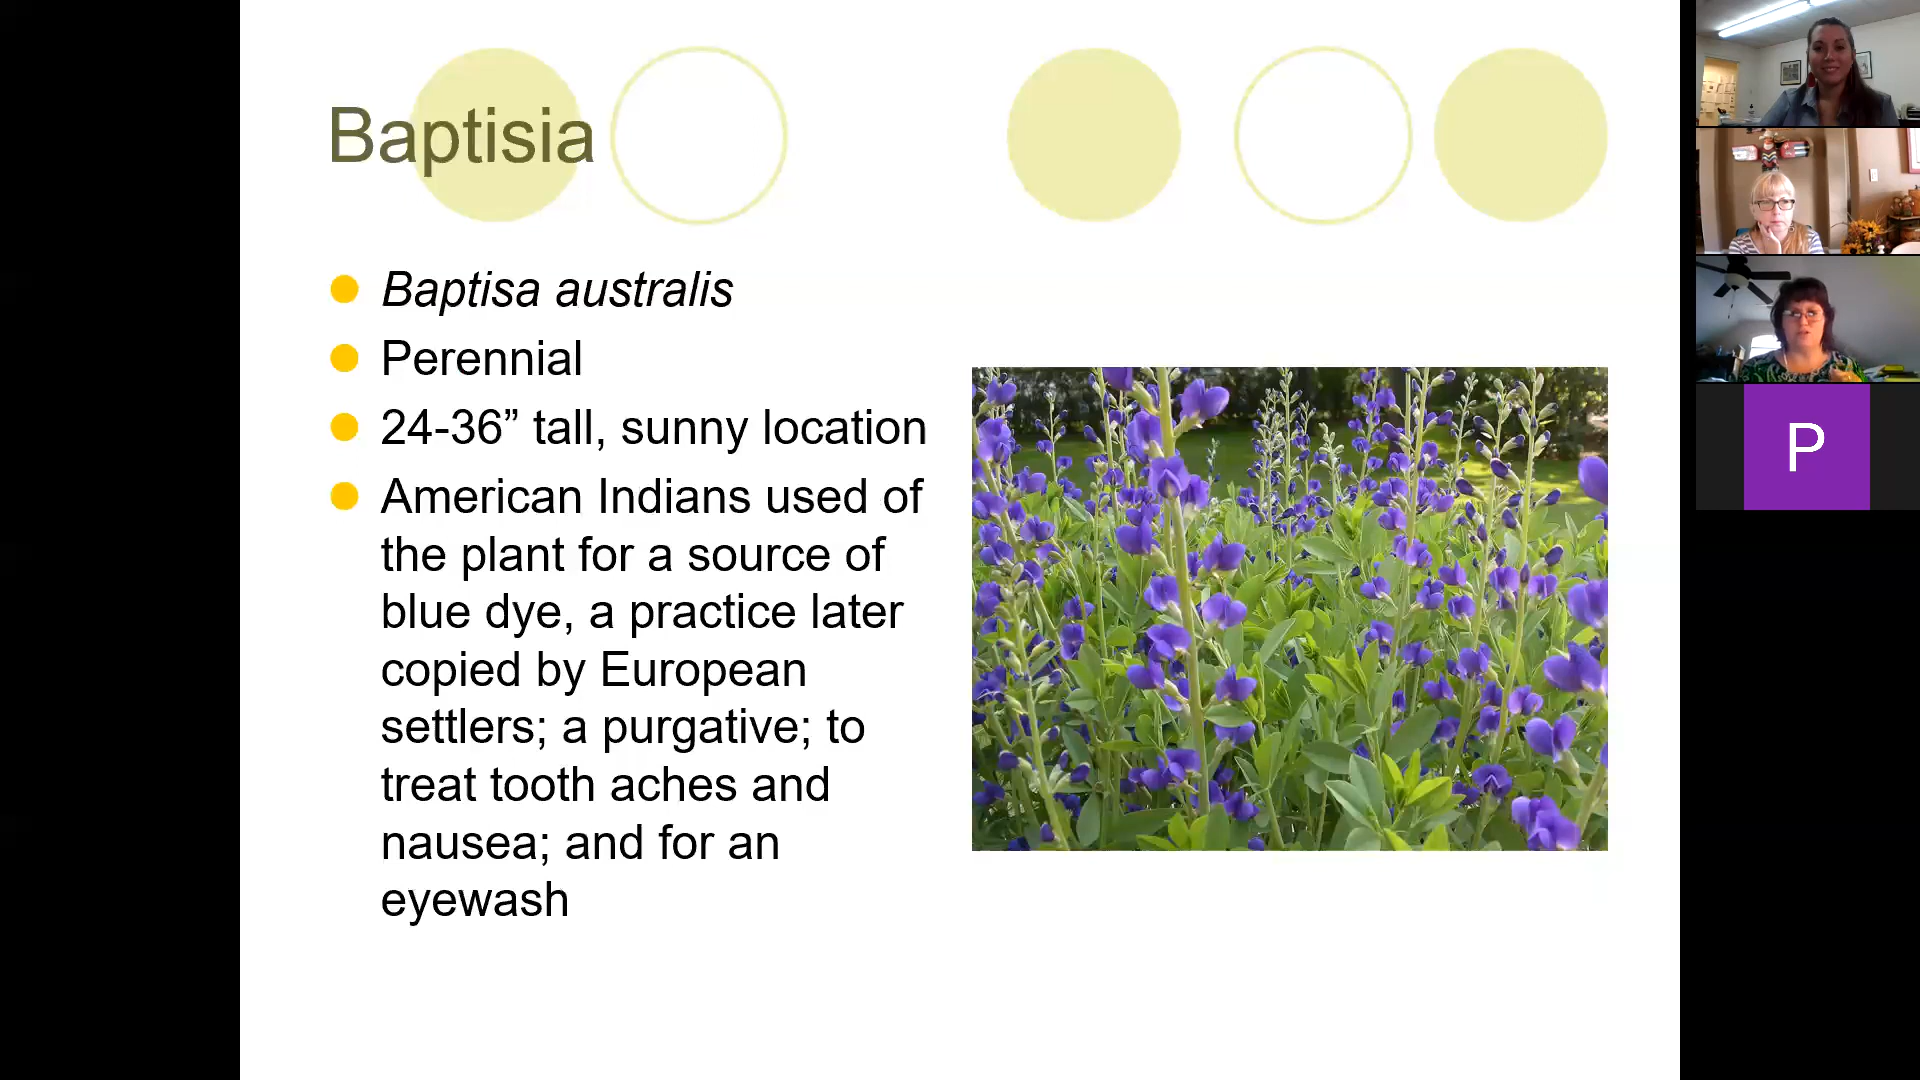 Baptisia
Baptisa australis
Perennial
24-36” tall, sunny location
American Indians used of
the plant for a source of
blue dye, a practice later
copied by European
settlers; a purgative; to
treat tooth aches and
nausea; and for an
eyewash
P